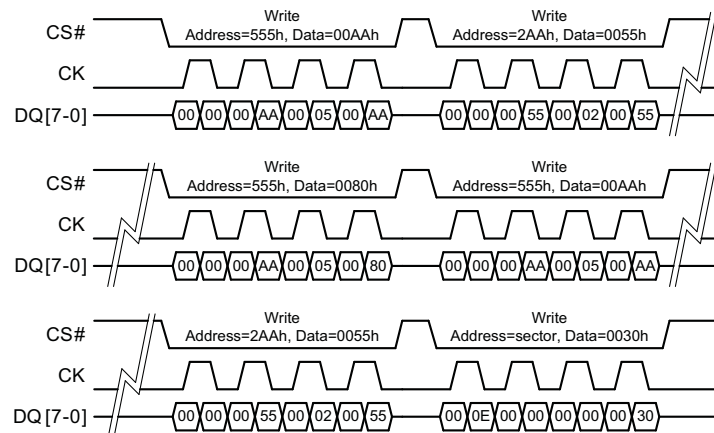 Write Write
CS# Address=555h, Data=00AAh Address=2AAh, Data=0055h
CK
DQ[7-0] 00 00 00 AA 00 05 00 AA 00 00 00 55 00 02 00 55
Write Write
CS# Address=555h, Data=0080h Address=555h, Data=00AAh
CK
DQ[7-0] 00 00 00 AA 00 05 00 80 00 00 00 AA 00 05 00 AA
Write Write
CS# Address=2AAh, Data=0055h Address=sector, Data=0030h
CK
DQ[7-0] 00 00 00 55 00 02 00 55 00 0E 00 00 00 00 00 30